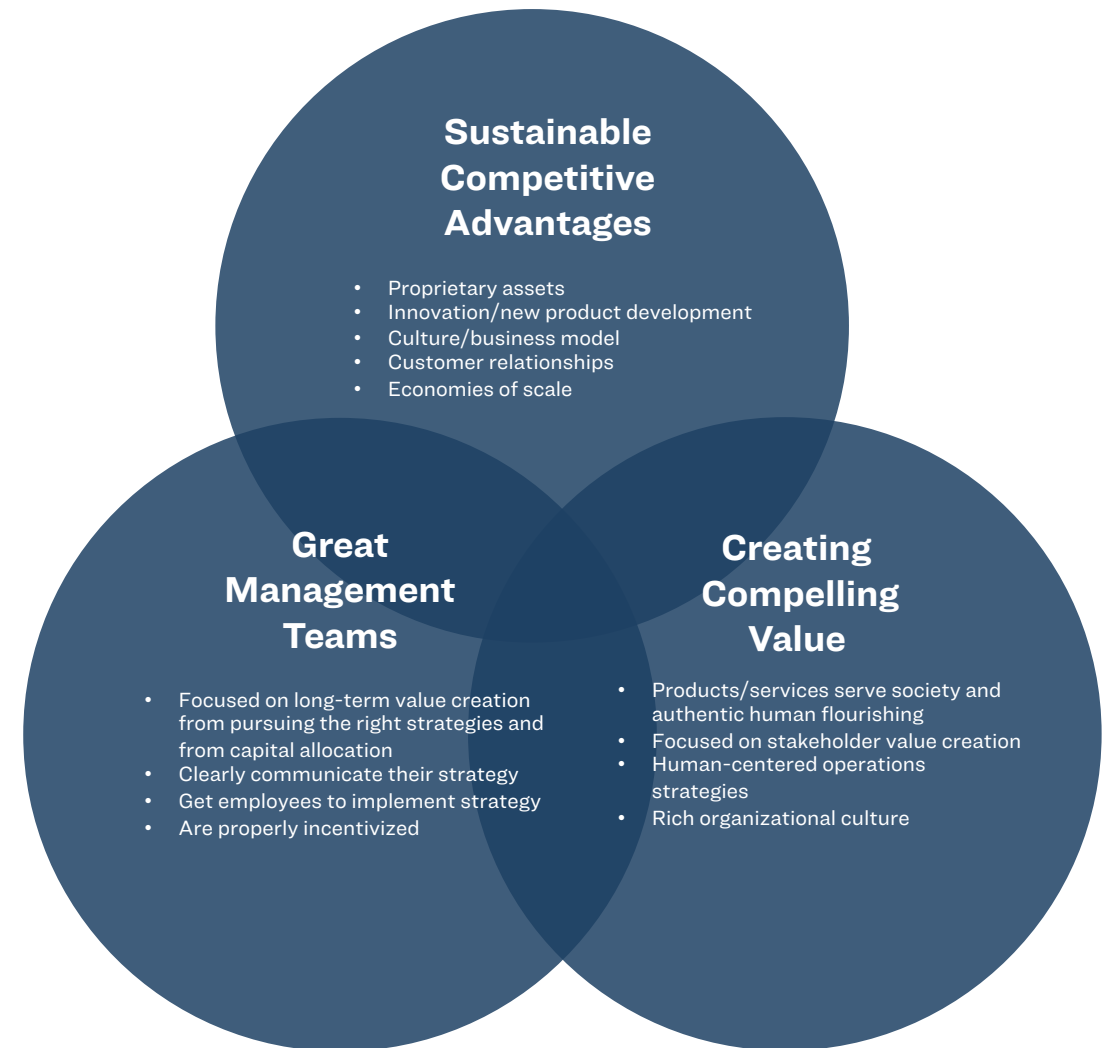 Sustainable
Competitive
Advantages
• Proprietary assets
• Innovation/new product development
• Culture/business model
• Customer relationships
• Economies of scale
Great
Management
Teams
• Focused on long-term value creation
from pursuing the right strategies and
from capital allocation
• Clearly communicate their strategy
• Get employees to implement strategy
• Are properly incentivized
Creating
Compelling
Value
• Products/services serve society and
authentic human flourishing
• Focused on stakeholder value creation
• Human-centered operations
strategies
• Rich organizational culture